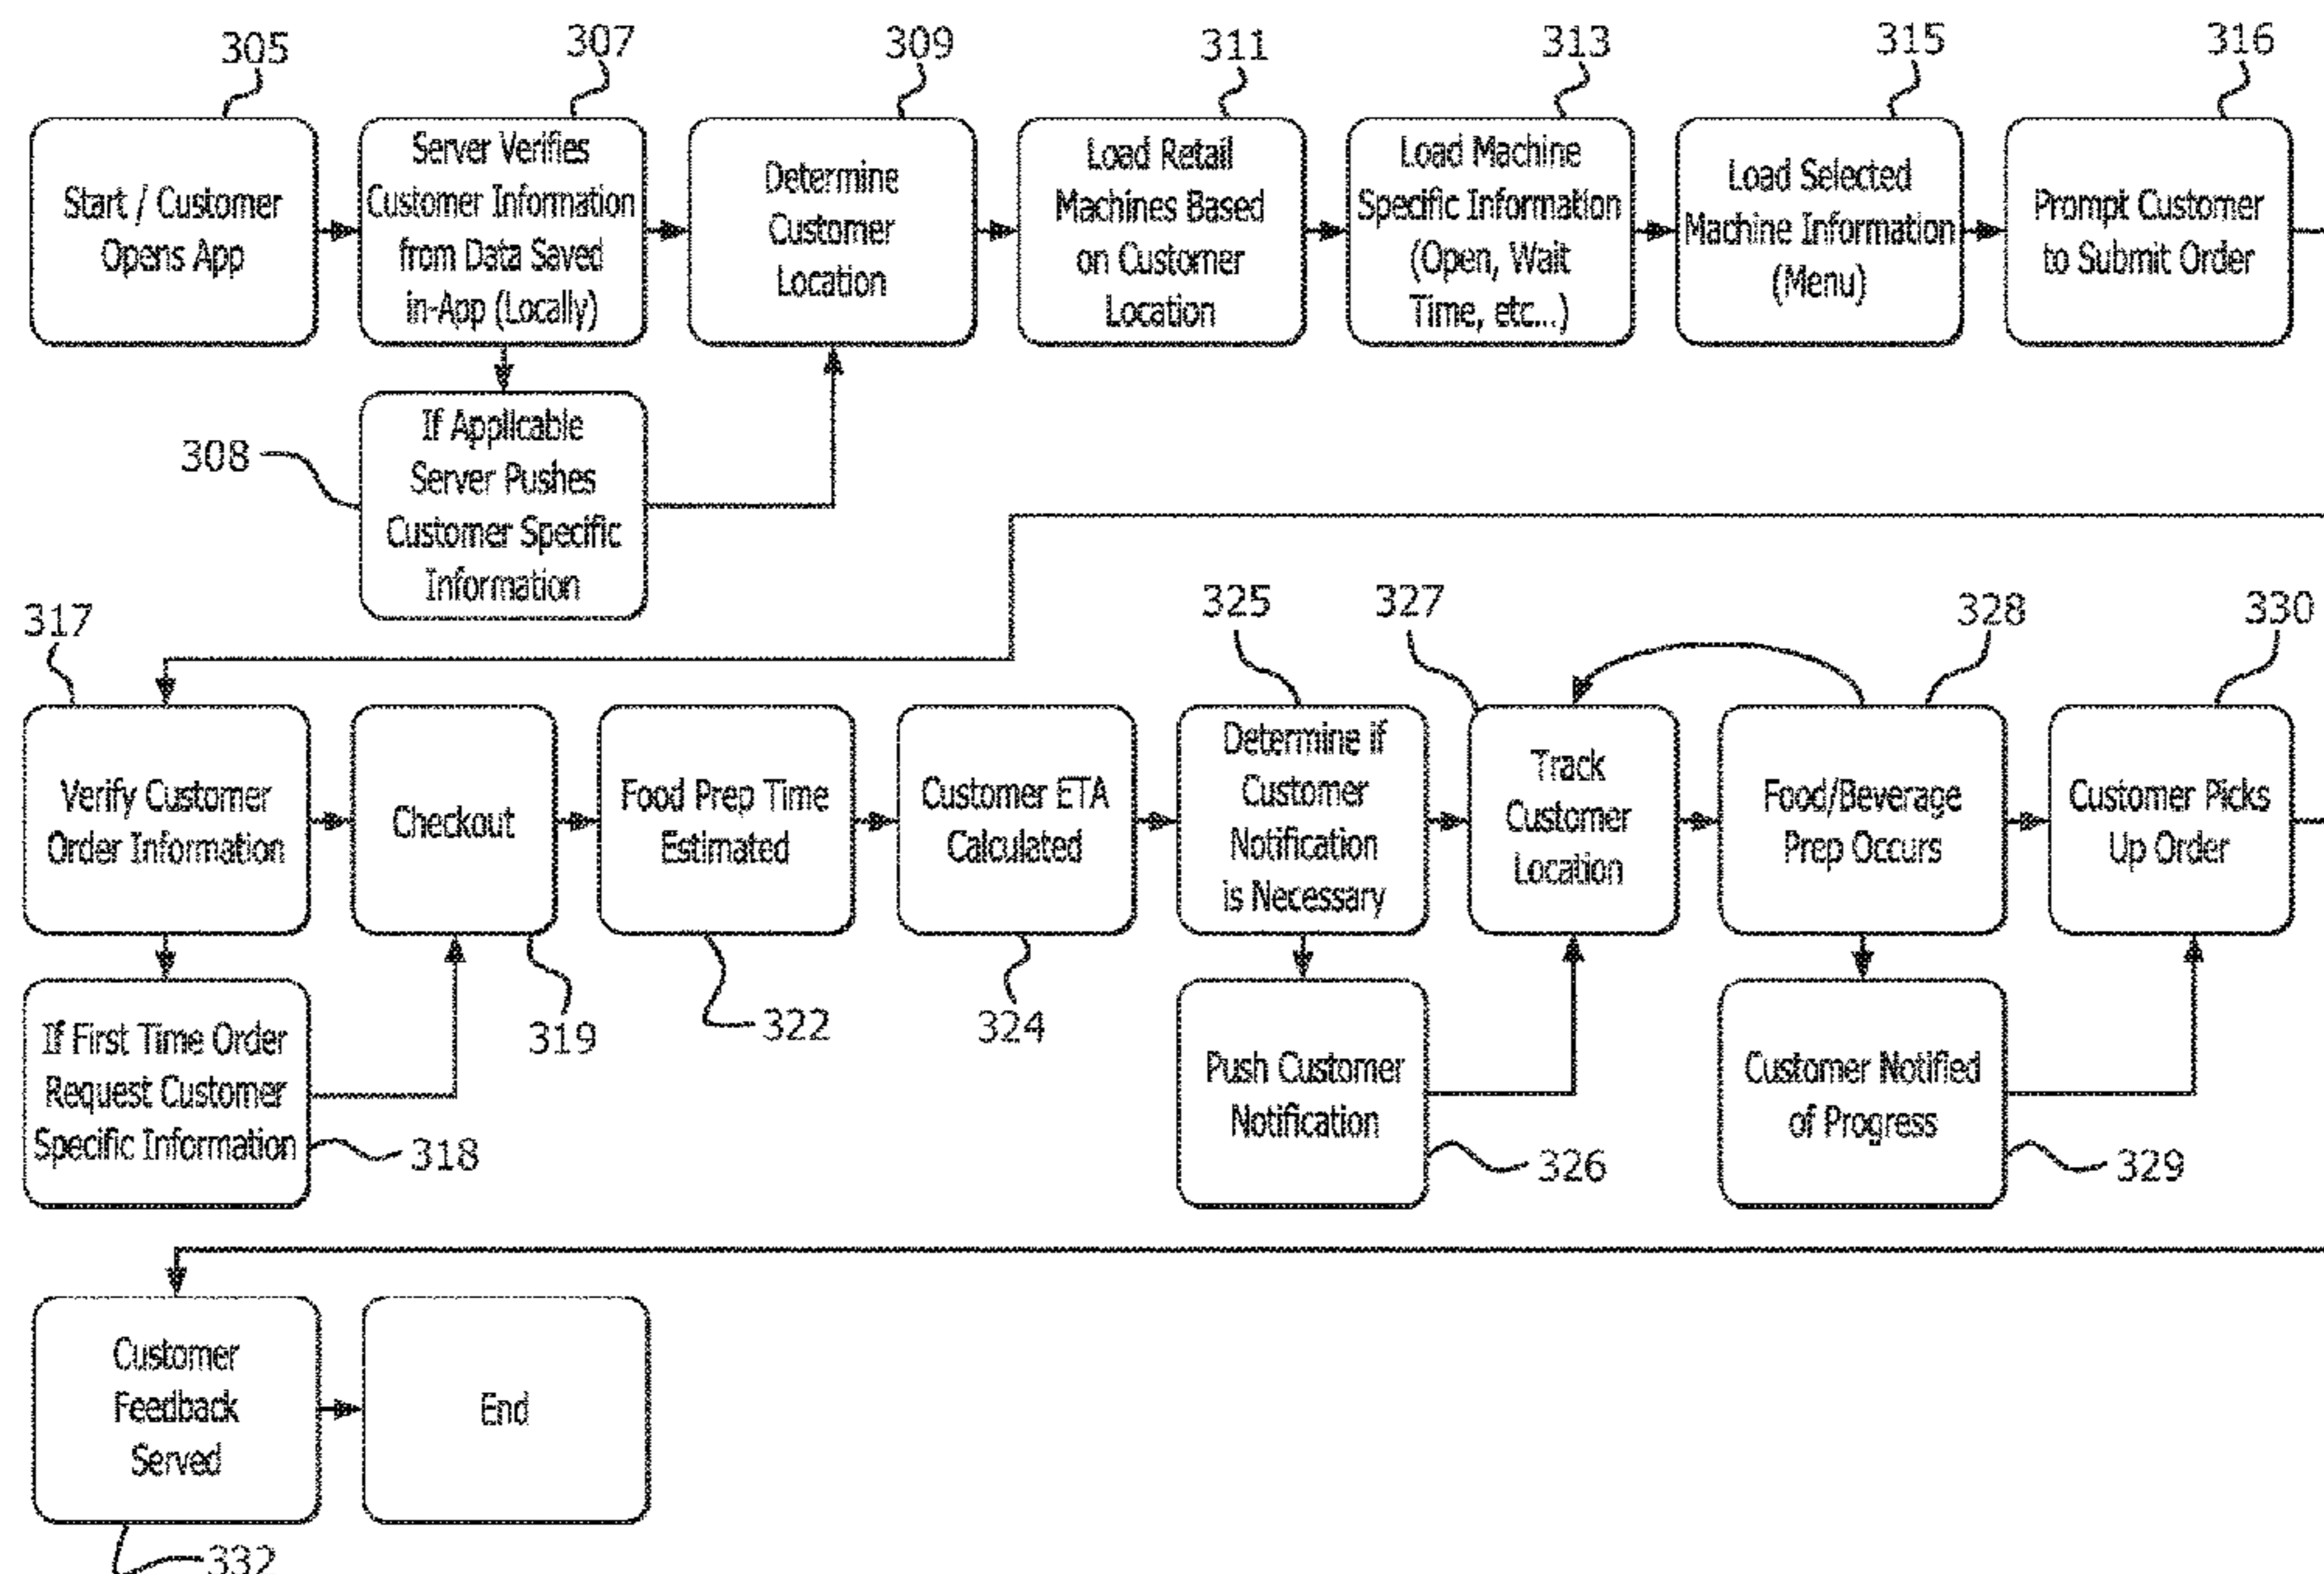 305
307
309
311
313
315
316
Start / Customer
Opens App
Server Verifies
Customer Information
from Data Saved
in-App (Locally)
Determine
Customer
Location
Load Retail
Machines Based
on Customer
Location
Load Machine
Specific Information
(Open, Wait
Time, etc...)
Load Selected
Machine Information
(Menu)
Prompt Customer
to Submit Order
308
If Applicable
Server Pushes
Customer Specific
Information
317
325
327
328
330
Verify Customer
Order Information
Checkout
Food Prep Time
Estimated
Customer ETA
Calculated
Determine if
Customer
Notification
is Necessary
Track
Customer
Location
Food/Beverage
Prep Occurs
Customer Picks
Up Order
319
322
324
If First Time Order
Request Customer
Specific Information
318
Push Customer
Notification
326
Customer Notified
of Progress
329
Customer
Feedback
Served
End
332